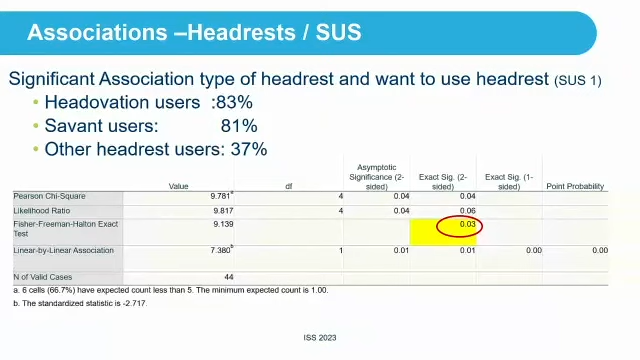 Associations –Headrests / SUS
Significant Association type of headrest and want to use headrest (SUS 1)
• Headovation users :83%
• Savant users: 81%
• Other headrest users: 37%
Value df Asymptotic Significance (2-sided) Exact Sig. (2-sided) Exact Sig. (1-sided) Point Probability
Pearson Chi-Square 9.781a 4 0.04 0.04
Likelihood Ratio 9.817 4 0.04 0.06
Fisher-Freeman-Halton Exact Test 9.139 0.03
Linear-by-Linear Association 7.380b 1 0.01 0.01 0.00 0.00
N of Valid Cases 44
a. 6 cells (66.7%) have expected count less than 5. The minimum expected count is 1.00.
b. The standardized statistic is -2.717.
ISS 2023